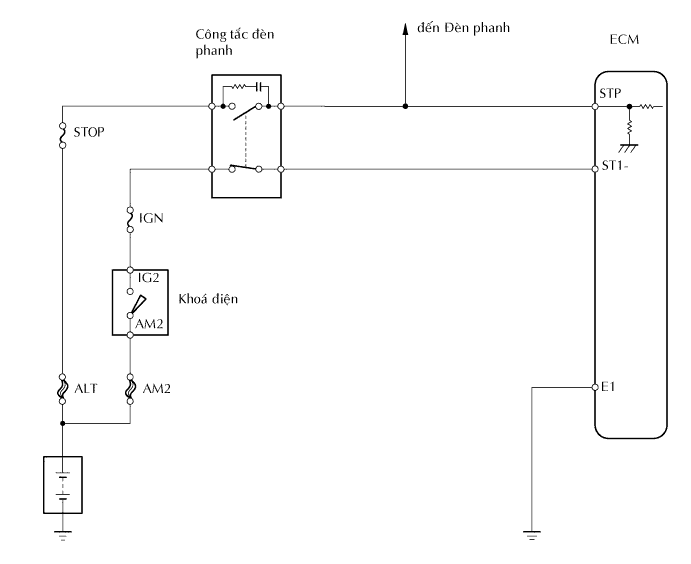 Công tắc đèn
phanh
đến Đèn phanh
ECM
STP
STOP
ST1-
IGN
IG2
Khoá điện
AM2
ALT
AM2
E1